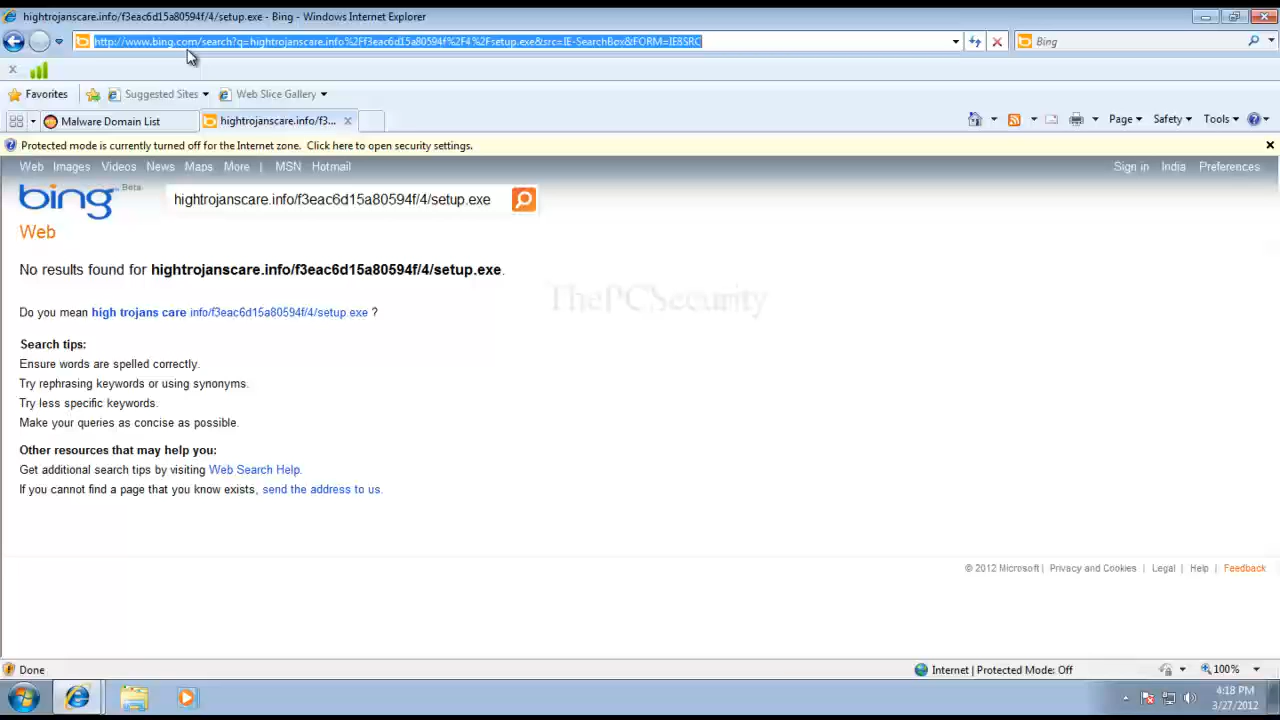 hightrojanscare.info/f3eac6d15a80594f/4/setup.exe - Bing - Windows Internet Explorer
http://www.bing.com/search?q=hightrojanscare.info%2Ff3eac6d15a80594f%2F4%2Fsetup.exe&src=IE-SearchBox&FORM=IE8SRC
Bing
x
Favorites Suggested Sites Web Slice Gallery
Malware Domain List hightrojanscare.info/f3... Page Safety Tools
Protected mode is currently turned off for the Internet zone. Click here to open security settings.
Web Images Videos News Maps More | MSN Hotmail Sign in India Preferences
bing Beta hightrojanscare.info/f3eac6d15a80594f/4/setup.exe
Web
No results found for hightrojanscare.info/f3eac6d15a80594f/4/setup.exe.
ThePCSecurity
Do you mean high trojans care info/f3eac6d15a80594f/4/setup exe ?
Search tips:
Ensure words are spelled correctly.
Try rephrasing keywords or using synonyms.
Try less specific keywords.
Make your queries as concise as possible.
Other resources that may help you:
Get additional search tips by visiting Web Search Help.
If you cannot find a page that you know exists, send the address to us.
© 2012 Microsoft | Privacy and Cookies | Legal | Help | Feedback
Done Internet | Protected Mode: Off 100%
4:18 PM
3/27/2012